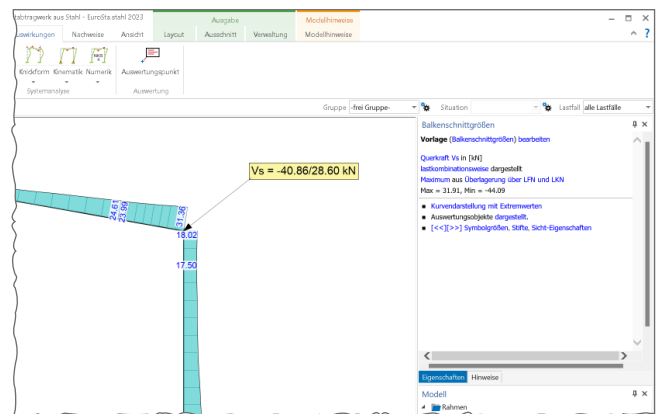 tabtragwerk aus Stahl - EuroSta.stahl 2023
Ausgabe
Modellhinweise
uswirkungen Nachweise Ansicht Layout Ausschnitt Verwaltung Modellhinweise
Knickform Kinematik Numerik Auswertungspunkt
Systemanalyse Auswertung
Gruppe -frei Gruppe- Situation Lastfall alle Lastfälle
Balkenschnittgrößen
Vorlage (Balkenschnittgrößen) bearbeiten
Querkraft Vs in [kN]
lastkombinationsweise dargestellt
Maximum aus Überlagerung über LFN und LKN
Max = 31.91, Min = -44.09
Kurvendarstellung mit Extremwerten
Auswertungsobjekte dargestellt.
[<<][>>] Symbolgrößen, Stifte, Sicht-Eigenschaften
Vs = -40.86/28.60 kN
24.61
23.99
31.36
18.02
17.50
Eigenschaften Hinweise
Modell
Rahmen